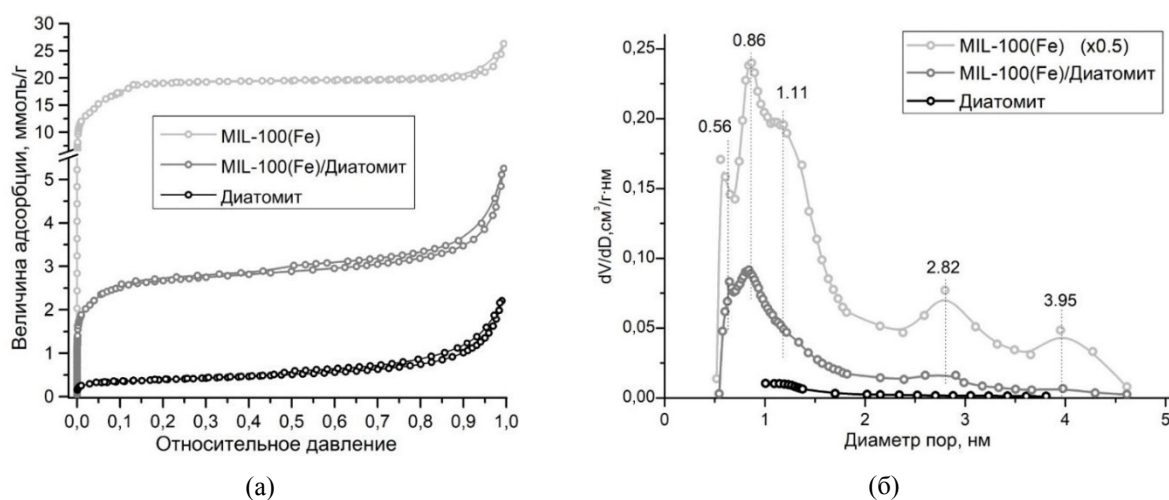 Величина адсорбции, ммоль/г
30
25
20
15
10
5
4
3
2
1
0
MIL-100(Fe)
MIL-100(Fe)/Диатомит
Диатомит
0,0 0,1 0,2 0,3 0,4 0,5 0,6 0,7 0,8 0,9 1,0
Относительное давление
(а)
dV/dD,см³/г·нм
0,25
0,20
0,15
0,10
0,05
0,00
0.56
0.86
1.11
2.82
3.95
MIL-100(Fe) (x0.5)
MIL-100(Fe)/Диатомит
Диатомит
0 1 2 3 4 5
Диаметр пор, нм
(б)